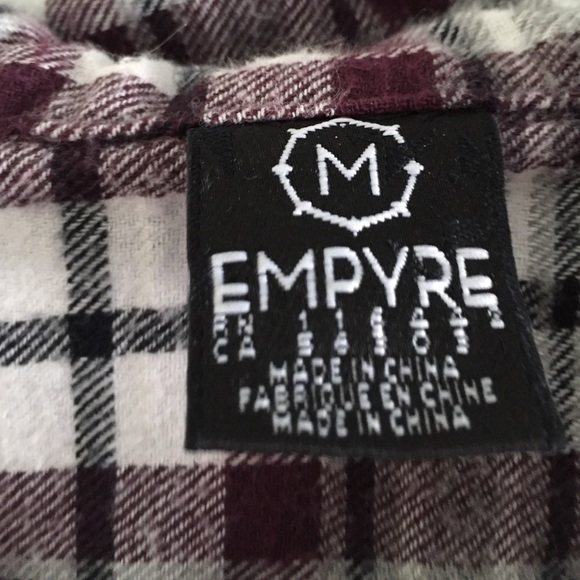 M
EMPYRE
RN
CA
MADE IN CHINA
FABRIQUE EN CHINE
MADE IN CHINA